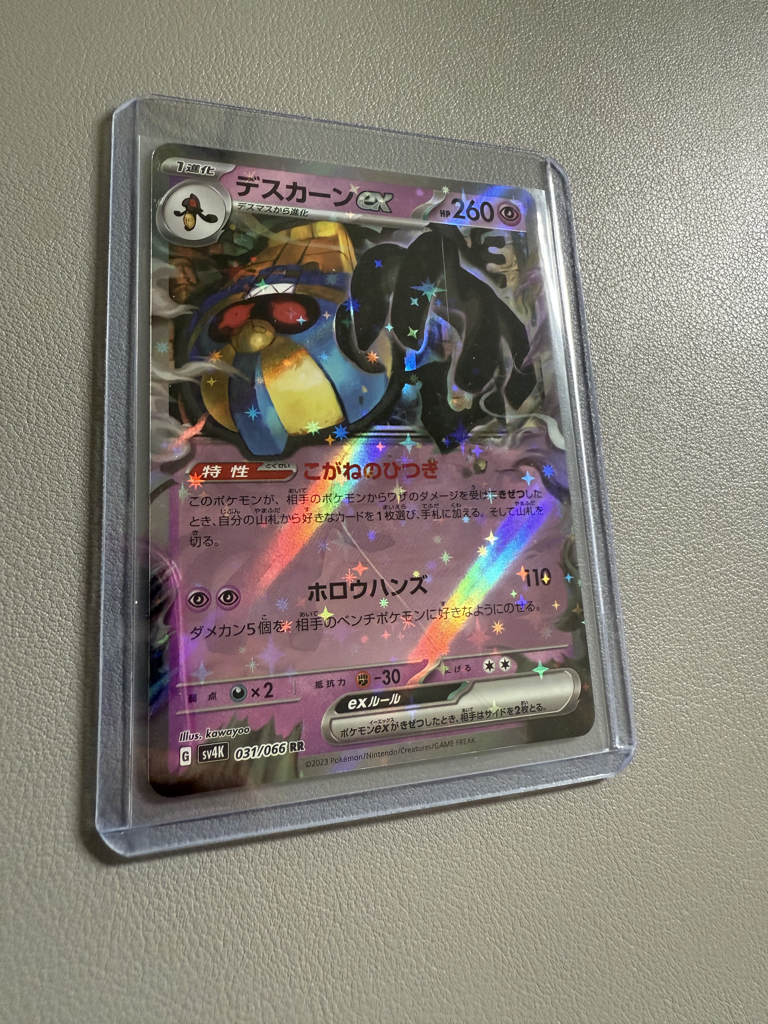 1進化
デスカーンex
HP 260
デスマスから進化
特性 とくせい こがねのひつぎ
このポケモンが、相手のポケモンからワザのダメージを受けてきぜつした
とき、自分の山札から好きなカードを1枚選び、手札に加える。そして山札を
切る。
ホロウハンズ 110
ダメカン5個を、相手のベンチポケモンに好きなようにのせる。
弱点 ×2 抵抗力 -30 にげる
exルール
ポケモンexがきぜつしたとき、相手はサイドを2枚とる。
Illus. kawayoo
G SV4K 031/066 RR
©2023 Pokémon/Nintendo/Creatures/GAME FREAK